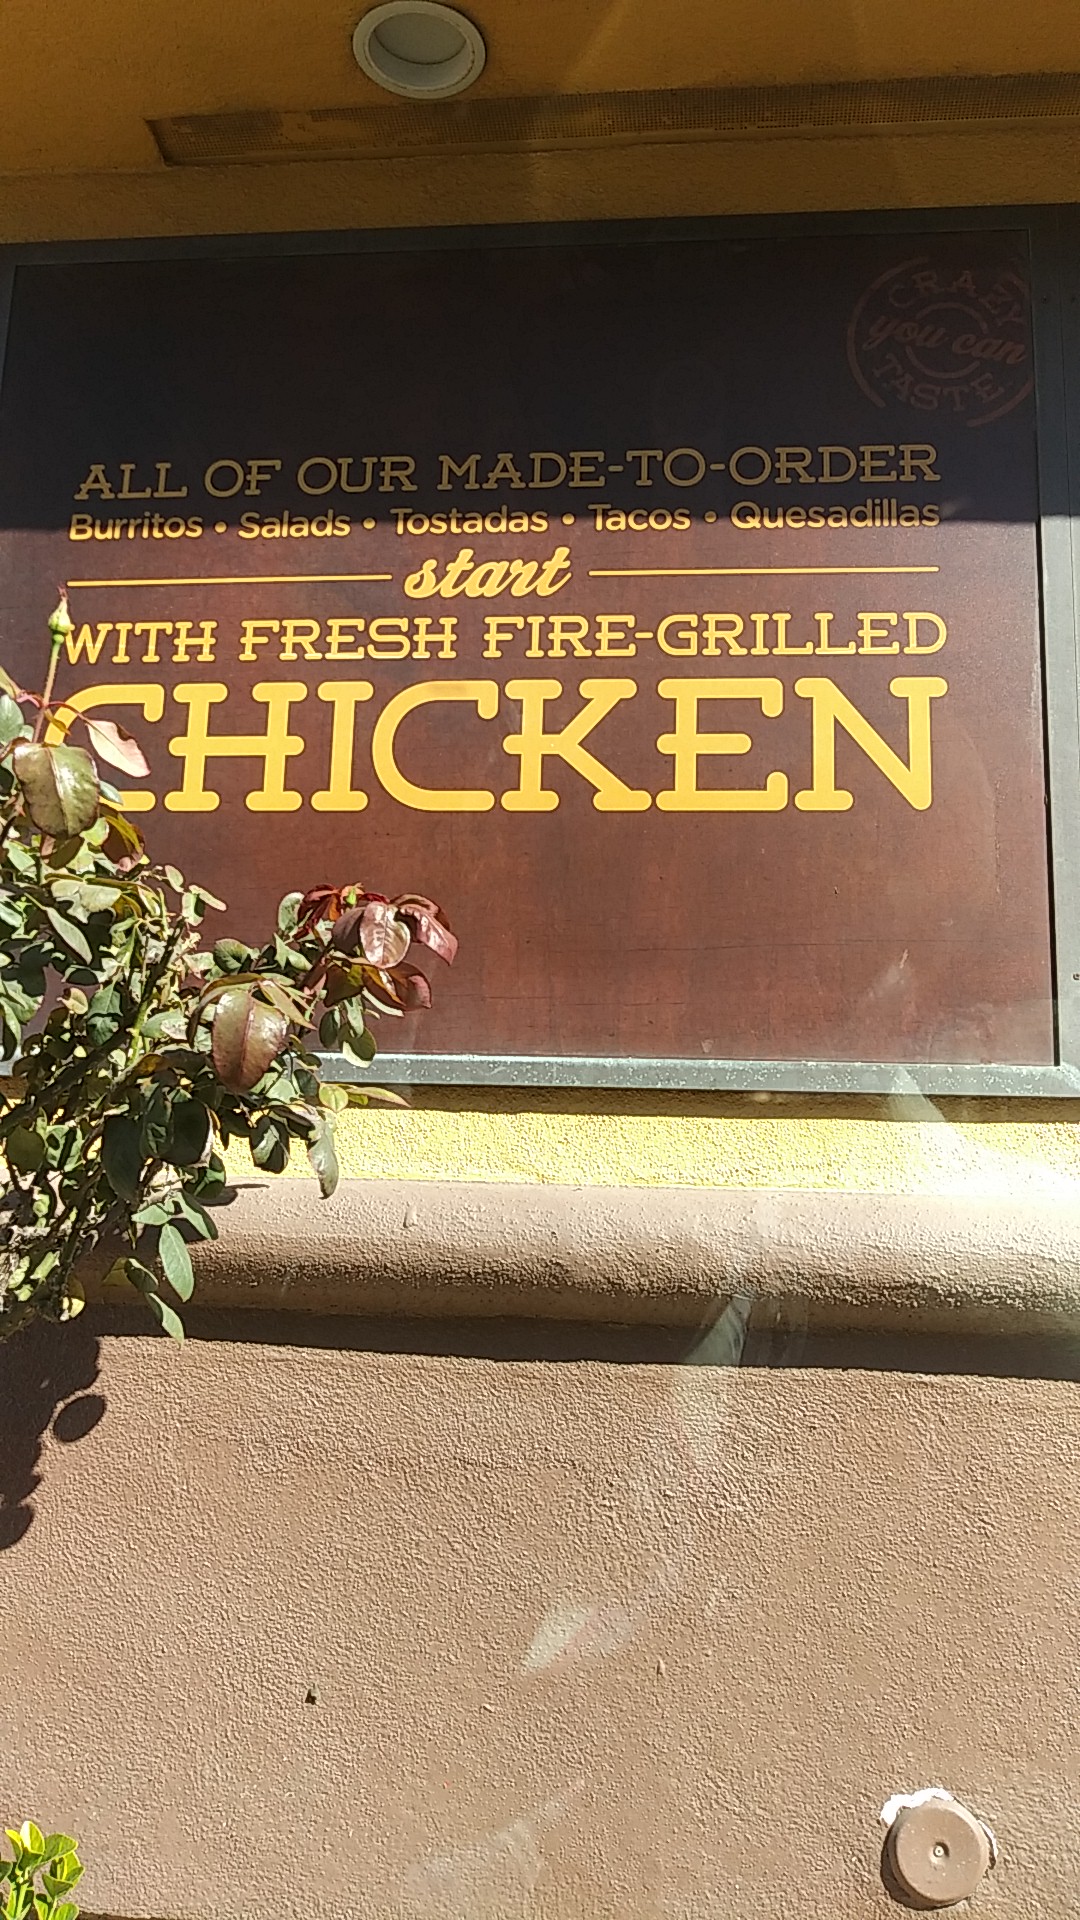 CRAZY
you can
TASTE
ALL OF OUR MADE-TO-ORDER
Burritos • Salads • Tostadas • Tacos • Quesadillas
start
WITH FRESH FIRE-GRILLED
CHICKEN